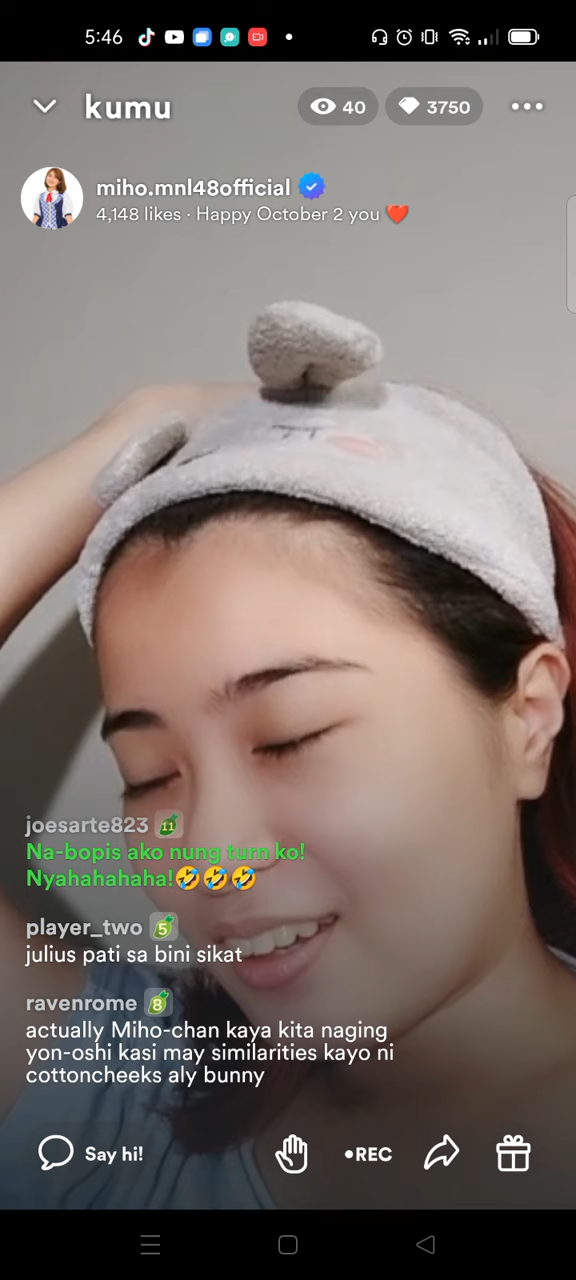 5:46
kumu
40
3750
miho.mnl48official
4,148 likes · Happy October 2 you ❤️
joesarte823 11
Na-bopis ako nung turn ko!
Nyahahahaha!🤣🤣🤣
player_two 5
julius pati sa bini sikat
ravenrome 8
actually Miho-chan kaya kita naging
yon-oshi kasi may similarities kayo ni
cottoncheeks aly bunny
Say hi!
•REC